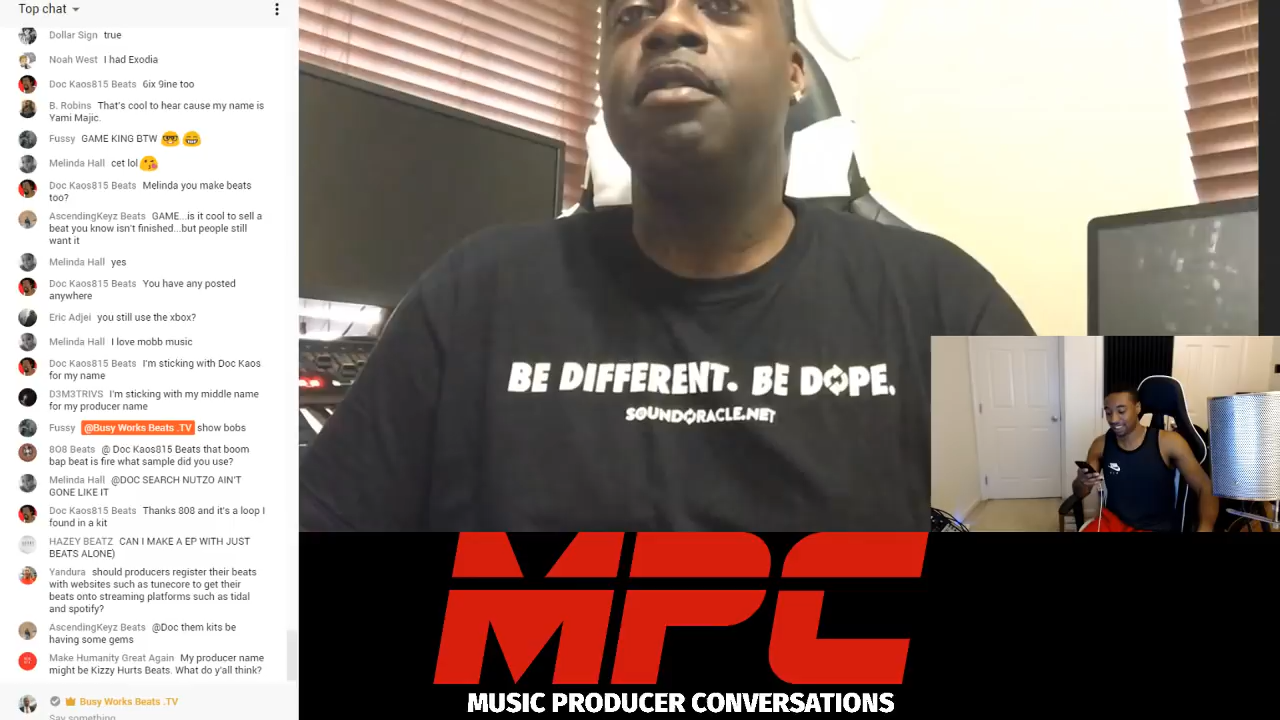 Top chat
Dollar Sign true
Noah West I had Exodia
Doc Kaos815 Beats 6ix 9ine too
B. Robins That's cool to hear cause my name is
Yami Majic.
Fussy GAME KING BTW
Melinda Hall cet lol
Doc Kaos815 Beats Melinda you make beats
too?
AscendingKeyz Beats GAME...is it cool to sell a
beat you know isn't finished...but people still
want it
Melinda Hall yes
Doc Kaos815 Beats You have any posted
anywhere
Eric Adjei you still use the xbox?
Melinda Hall I love mobb music
Doc Kaos815 Beats I'm sticking with Doc Kaos
for my name
D3M3TRIVS I'm sticking with my middle name
for my producer name
Fussy @Busy Works Beats .TV show bobs
808 Beats @ Doc Kaos815 Beats that boom
bap beat is fire what sample did you use?
Melinda Hall @DOC SEARCH NUTZO AIN'T
GONE LIKE IT
Doc Kaos815 Beats Thanks 808 and it's a loop I
found in a kit
HAZEY BEATZ CAN I MAKE A EP WITH JUST
BEATS ALONE)
Yandura should producers register their beats
with websites such as tunecore to get their
beats onto streaming platforms such as tidal
and spotify?
AscendingKeyz Beats @Doc them kits be
having some gems
Make Humanity Great Again My producer name
might be Kizzy Hurts Beats. What do y'all think?
Busy Works Beats .TV
Say something
BE DIFFERENT. BE DOPE.
SOUNDORACLE.NET
MPC
MUSIC PRODUCER CONVERSATIONS